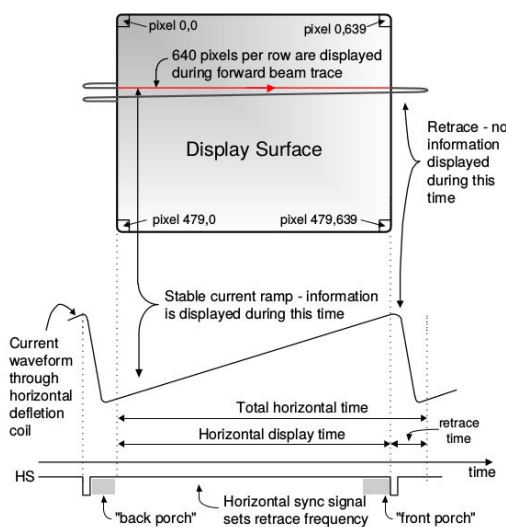 pixel 0,0
pixel 0,639
640 pixels per row are displayed
during forward beam trace
Retrace - no
information
displayed
during this
time
Display Surface
pixel 479,0
pixel 479,639
Stable current ramp - information
is displayed during this time
Current
waveform
through
horizontal
defletion
coil
Total horizontal time
Horizontal display time
retrace
time
time
HS
"back porch"
Horizontal sync signal
sets retrace frequency
"front porch"